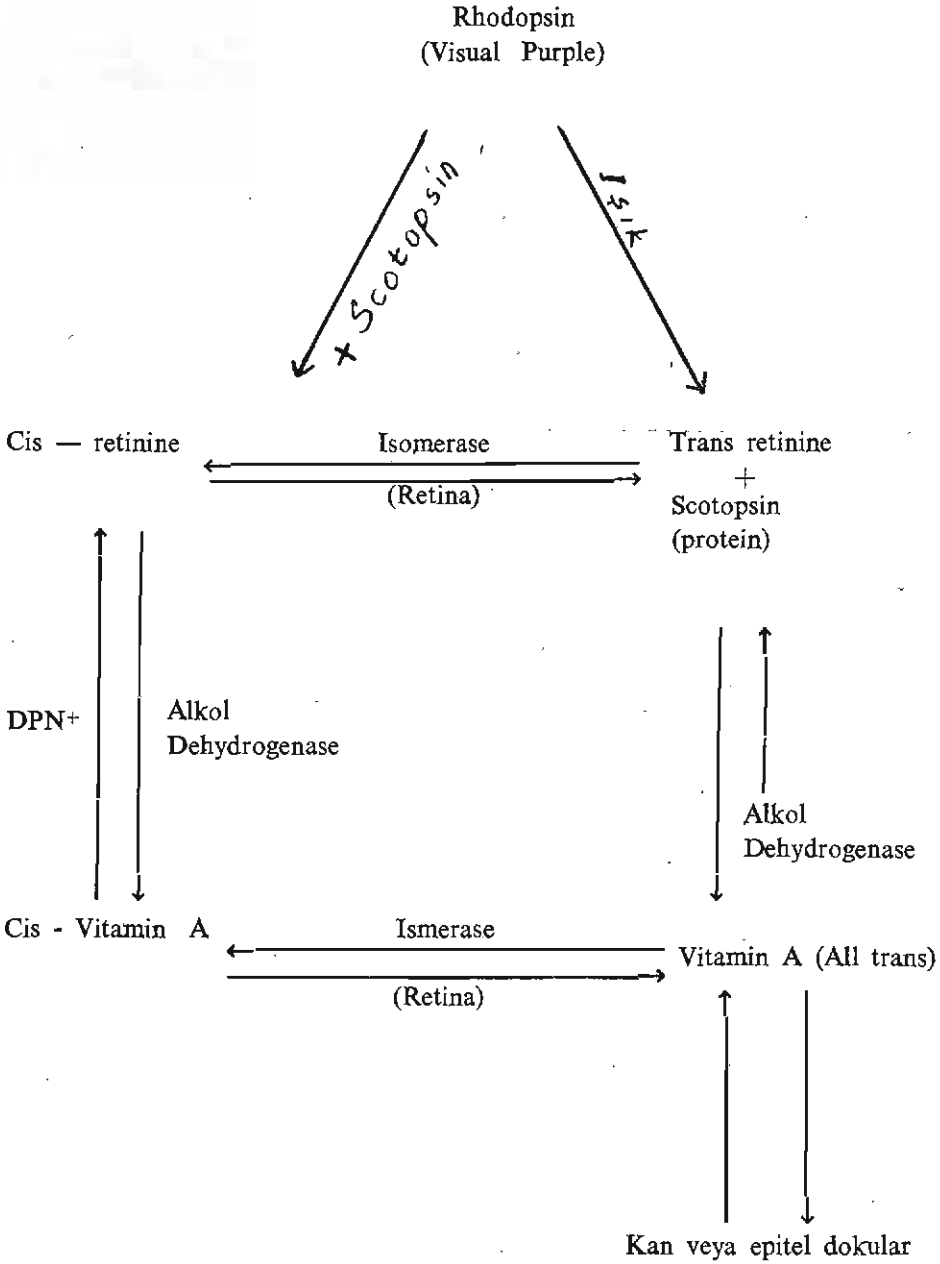 Rhodopsin
(Visual Purple)
+ Scotopsin
Işık
Cis — retinine
Isomerase
(Retina)
Trans retinine
+
Scotopsin
(protein)
DPN+
Alkol
Dehydrogenase
Alkol
Dehydrogenase
Cis - Vitamin A
Ismerase
(Retina)
Vitamin A (All trans)
Kan veya epitel dokular